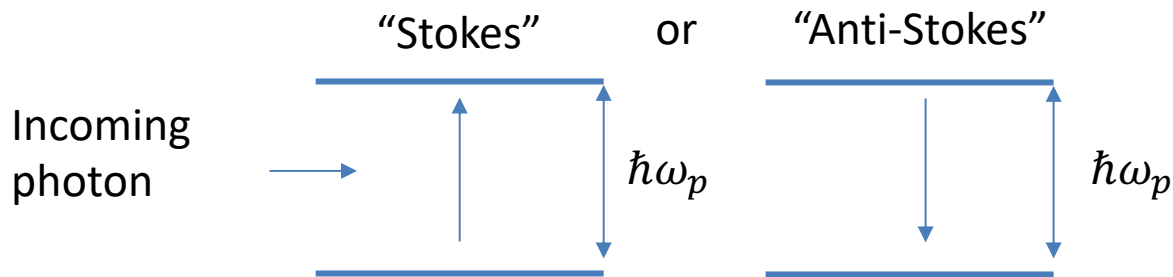 “Stokes” or “Anti-Stokes”
Incoming
photon
ℏω_p ℏω_p